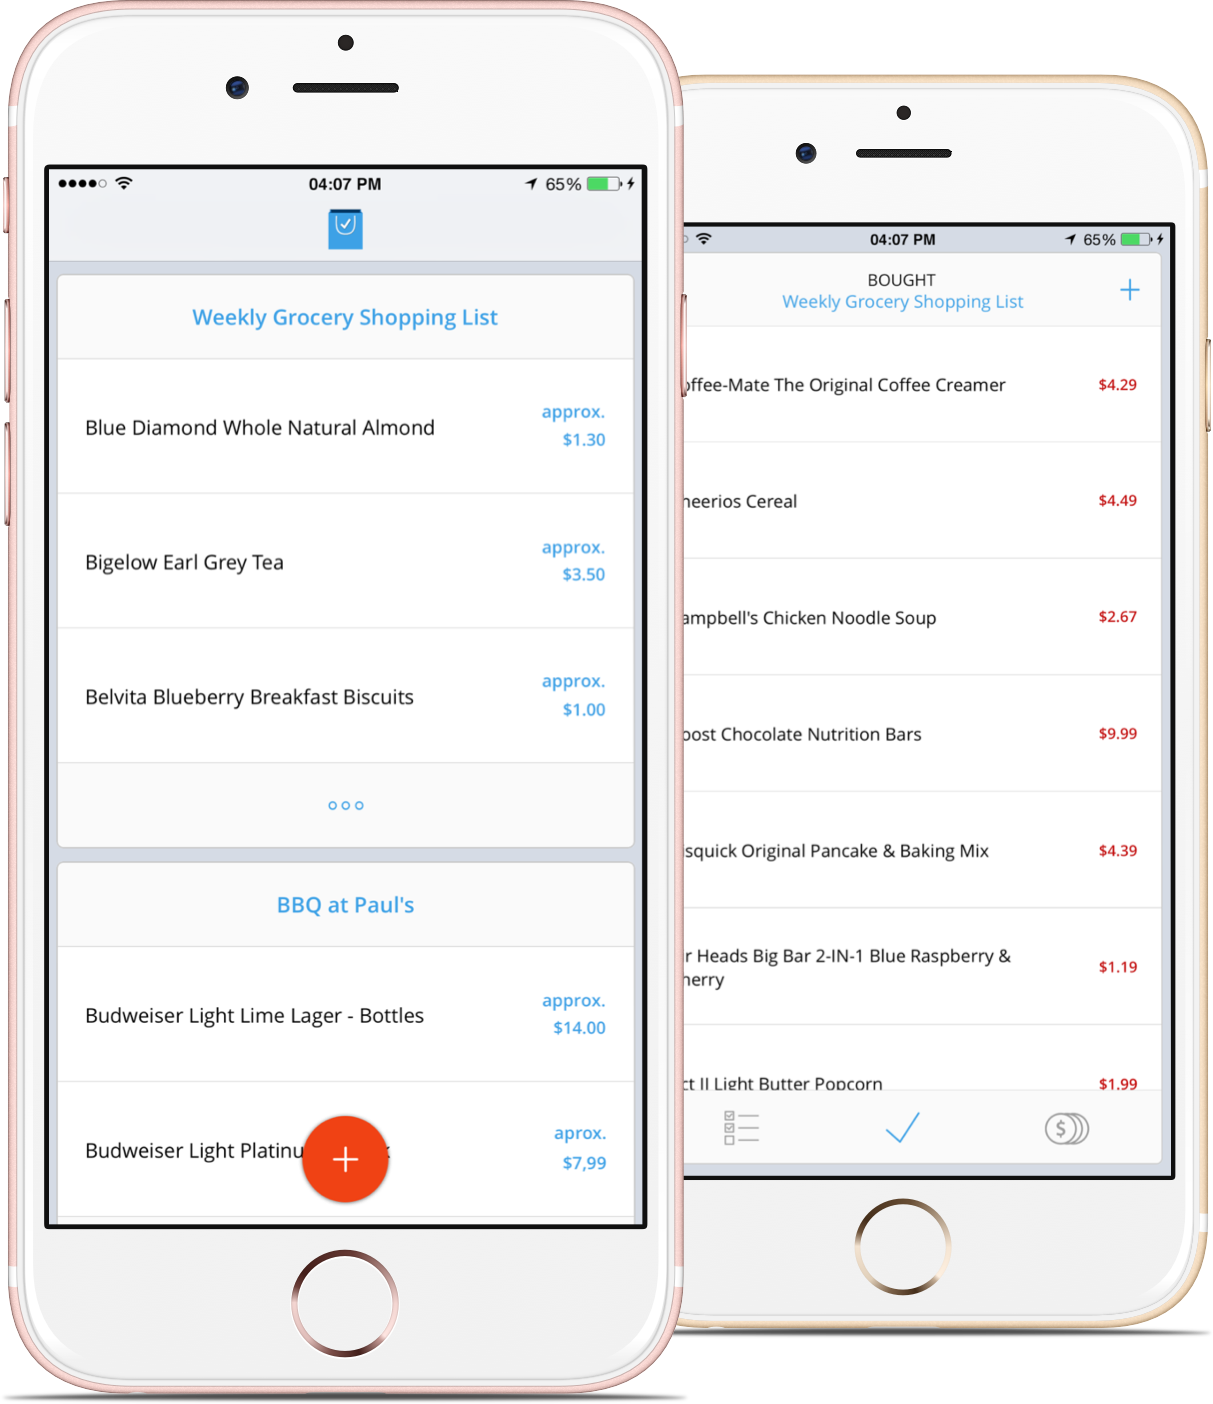 04:07 PM
65%
Weekly Grocery Shopping List
Blue Diamond Whole Natural Almond
approx.
$1.30
Bigelow Earl Grey Tea
approx.
$3.50
Belvita Blueberry Breakfast Biscuits
approx.
$1.00
BBQ at Paul's
Budweiser Light Lime Lager - Bottles
approx.
$14.00
Budweiser Light
aprox.
$7,99
04:07 PM
65%
BOUGHT
Weekly Grocery Shopping List
+
offee-Mate The Original Coffee Creamer
$4.29
heerios Cereal
$4.49
ampbell's Chicken Noodle Soup
$2.67
oost Chocolate Nutrition Bars
$9.99
isquick Original Pancake & Baking Mix
$4.39
ir Heads Big Bar 2-IN-1 Blue Raspberry &
herry
$1.19
ct II Light Butter Popcorn
$1.99
$